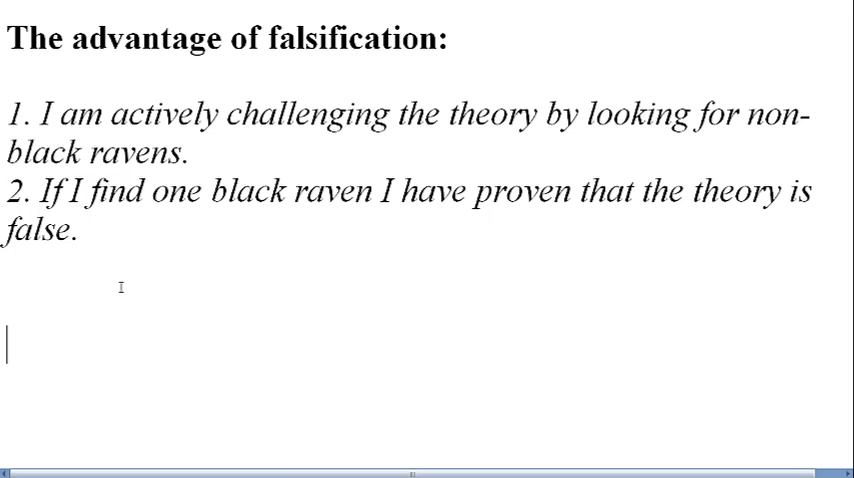 The advantage of falsification:
1. I am actively challenging the theory by looking for non-
black ravens.
2. If I find one black raven I have proven that the theory is
false.